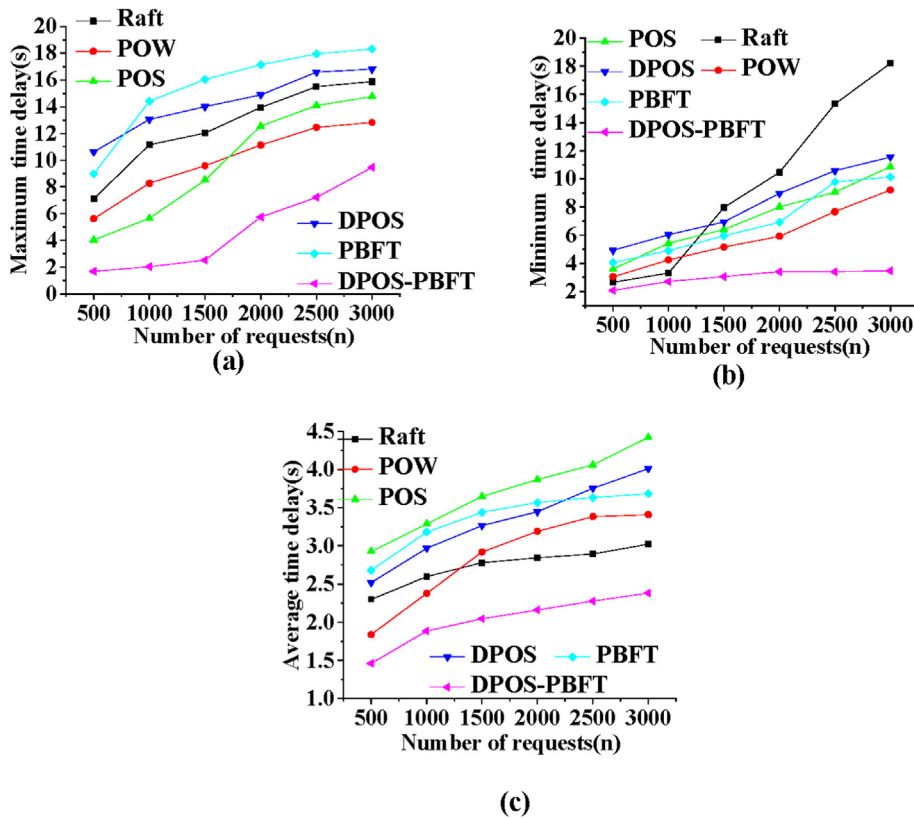 20
18
16
14
12
10
8
6
4
2
0
Maximum time delay(s)
Raft
POW
POS
DPOS
PBFT
DPOS-PBFT
500 1000 1500 2000 2500 3000
Number of requests(n)
(a)
20
18
16
14
12
10
8
6
4
2
Minimum time delay(s)
POS Raft
DPOS POW
PBFT
DPOS-PBFT
500 1000 1500 2000 2500 3000
Number of requests(n)
(b)
4.5
4.0
3.5
3.0
2.5
2.0
1.5
1.0
Average time delay(s)
Raft
POW
POS
DPOS PBFT
DPOS-PBFT
500 1000 1500 2000 2500 3000
Number of requests(n)
(c)